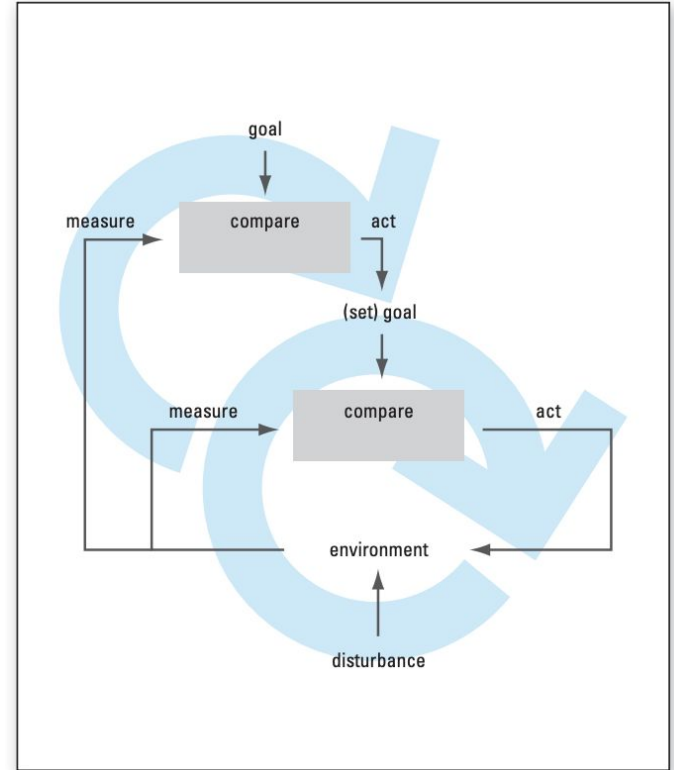 goal
measure
compare
act
(set) goal
measure
compare
act
environment
disturbance